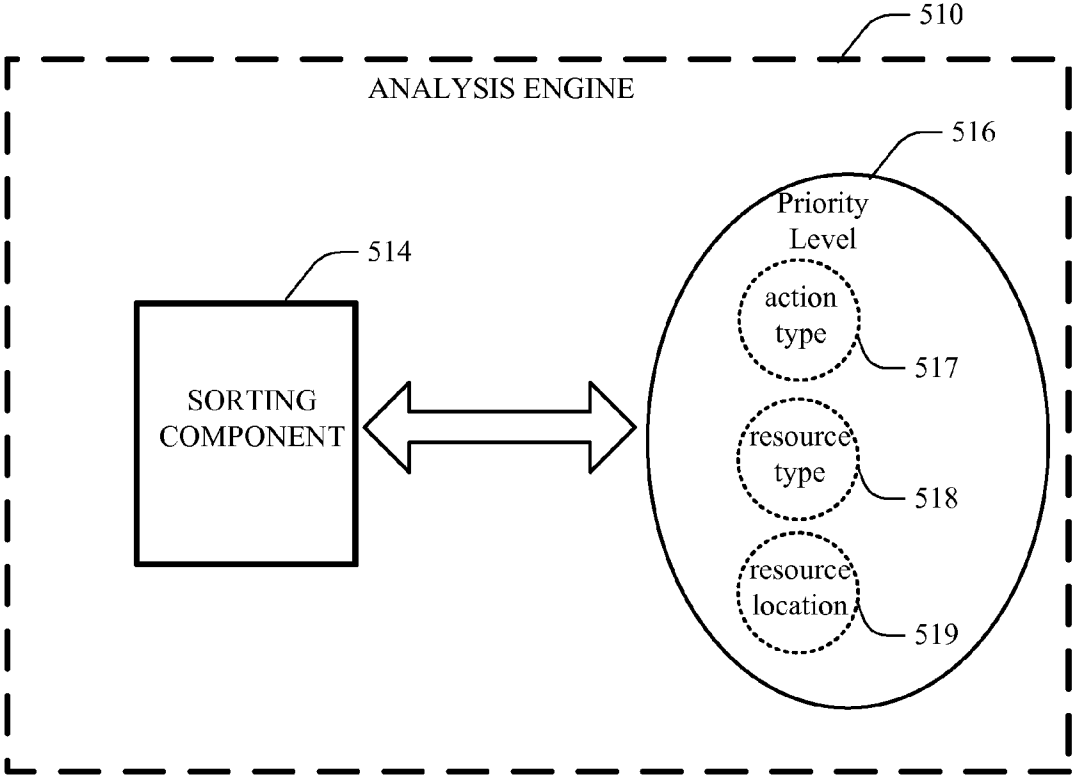 510
ANALYSIS ENGINE
516
Priority
Level
514
action
type
517
SORTING
COMPONENT
resource
type
518
resource
location
519